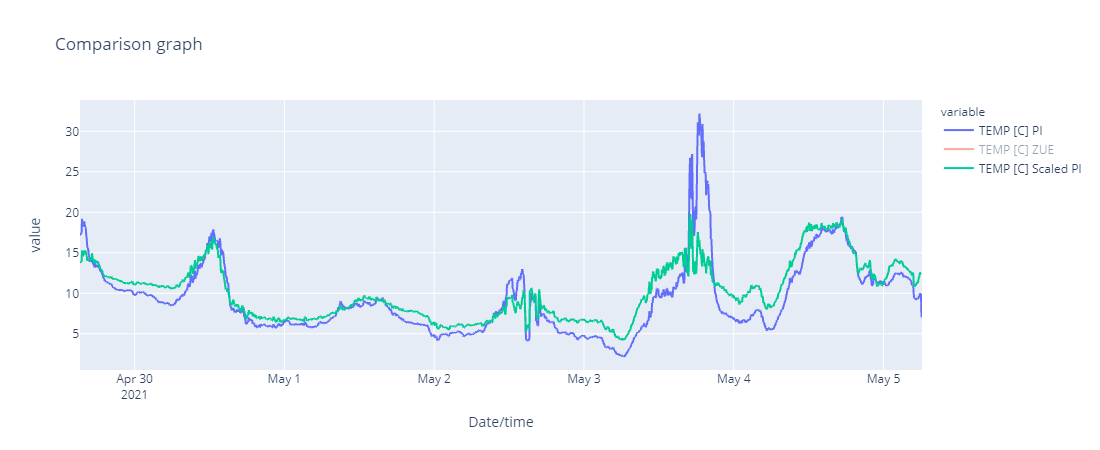 Comparison graph
variable
TEMP [C] PI
TEMP [C] ZUE
TEMP [C] Scaled PI
value
30
25
20
15
10
5
Apr 30
2021
May 1
May 2
May 3
May 4
May 5
Date/time